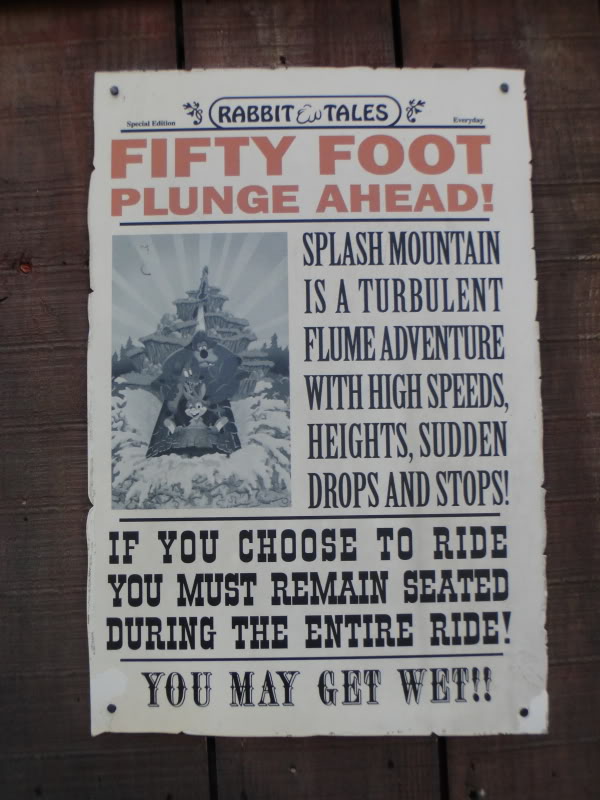 RABBIT Ew TALES
Special Edition
Everyday
FIFTY FOOT
PLUNGE AHEAD!
SPLASH MOUNTAIN
IS A TURBULENT
FLUME ADVENTURE
WITH HIGH SPEEDS,
HEIGHTS, SUDDEN
DROPS AND STOPS!
IF YOU CHOOSE TO RIDE
YOU MUST REMAIN SEATED
DURING THE ENTIRE RIDE!
YOU MAY GET WET!!